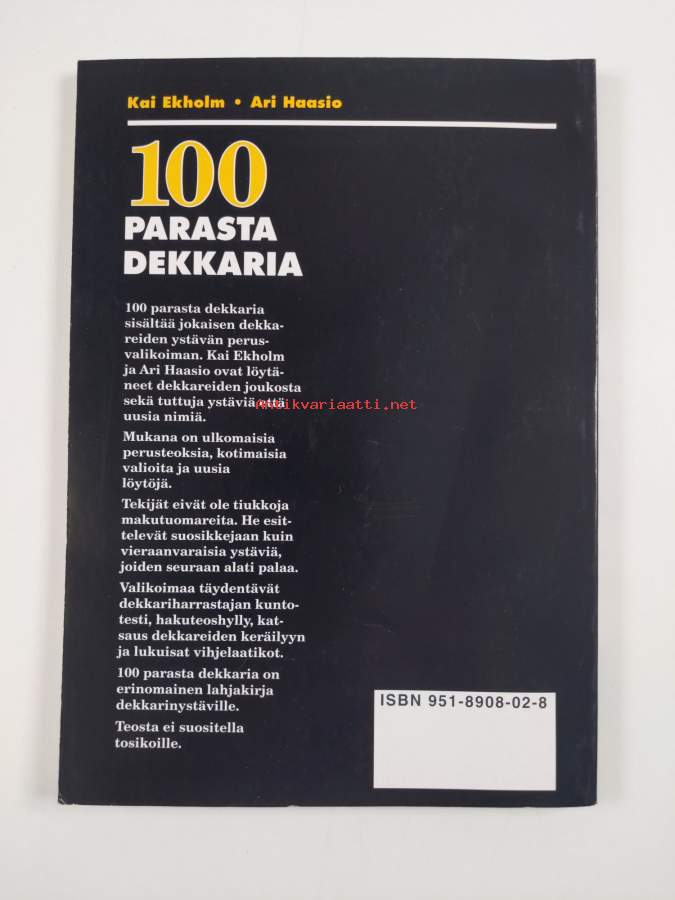 Kai Ekholm • Ari Haasio
100
PARASTA
DEKKARIA
100 parasta dekkaria
sisältää jokaisen dekka-
reiden ystävän perus-
valikoiman. Kai Ekholm
ja Ari Haasio ovat löytä-
neet dekkareiden joukosta
sekä tuttuja ystäviä että
uusia nimiä.
Antikvariaatti.net
Mukana on ulkomaisia
perusteoksia, kotimaisia
valioita ja uusia
löytöjä.
Tekijät eivät ole tiukkoja
makutuomareita. He esit-
televät suosikkejaan kuin
vieraanvaraisia ystäviä,
joiden seuraan alati palaa.
Valikoimaa täydentävät
dekkariharrastajan kunto-
testi, hakuteoshylly, kat-
saus dekkareiden keräilyyn
ja lukuisat vihjelaatikot.
100 parasta dekkaria on
erinomainen lahjakirja
dekkarinystäville.
Teosta ei suositella
tosikoille.
ISBN 951-8908-02-8